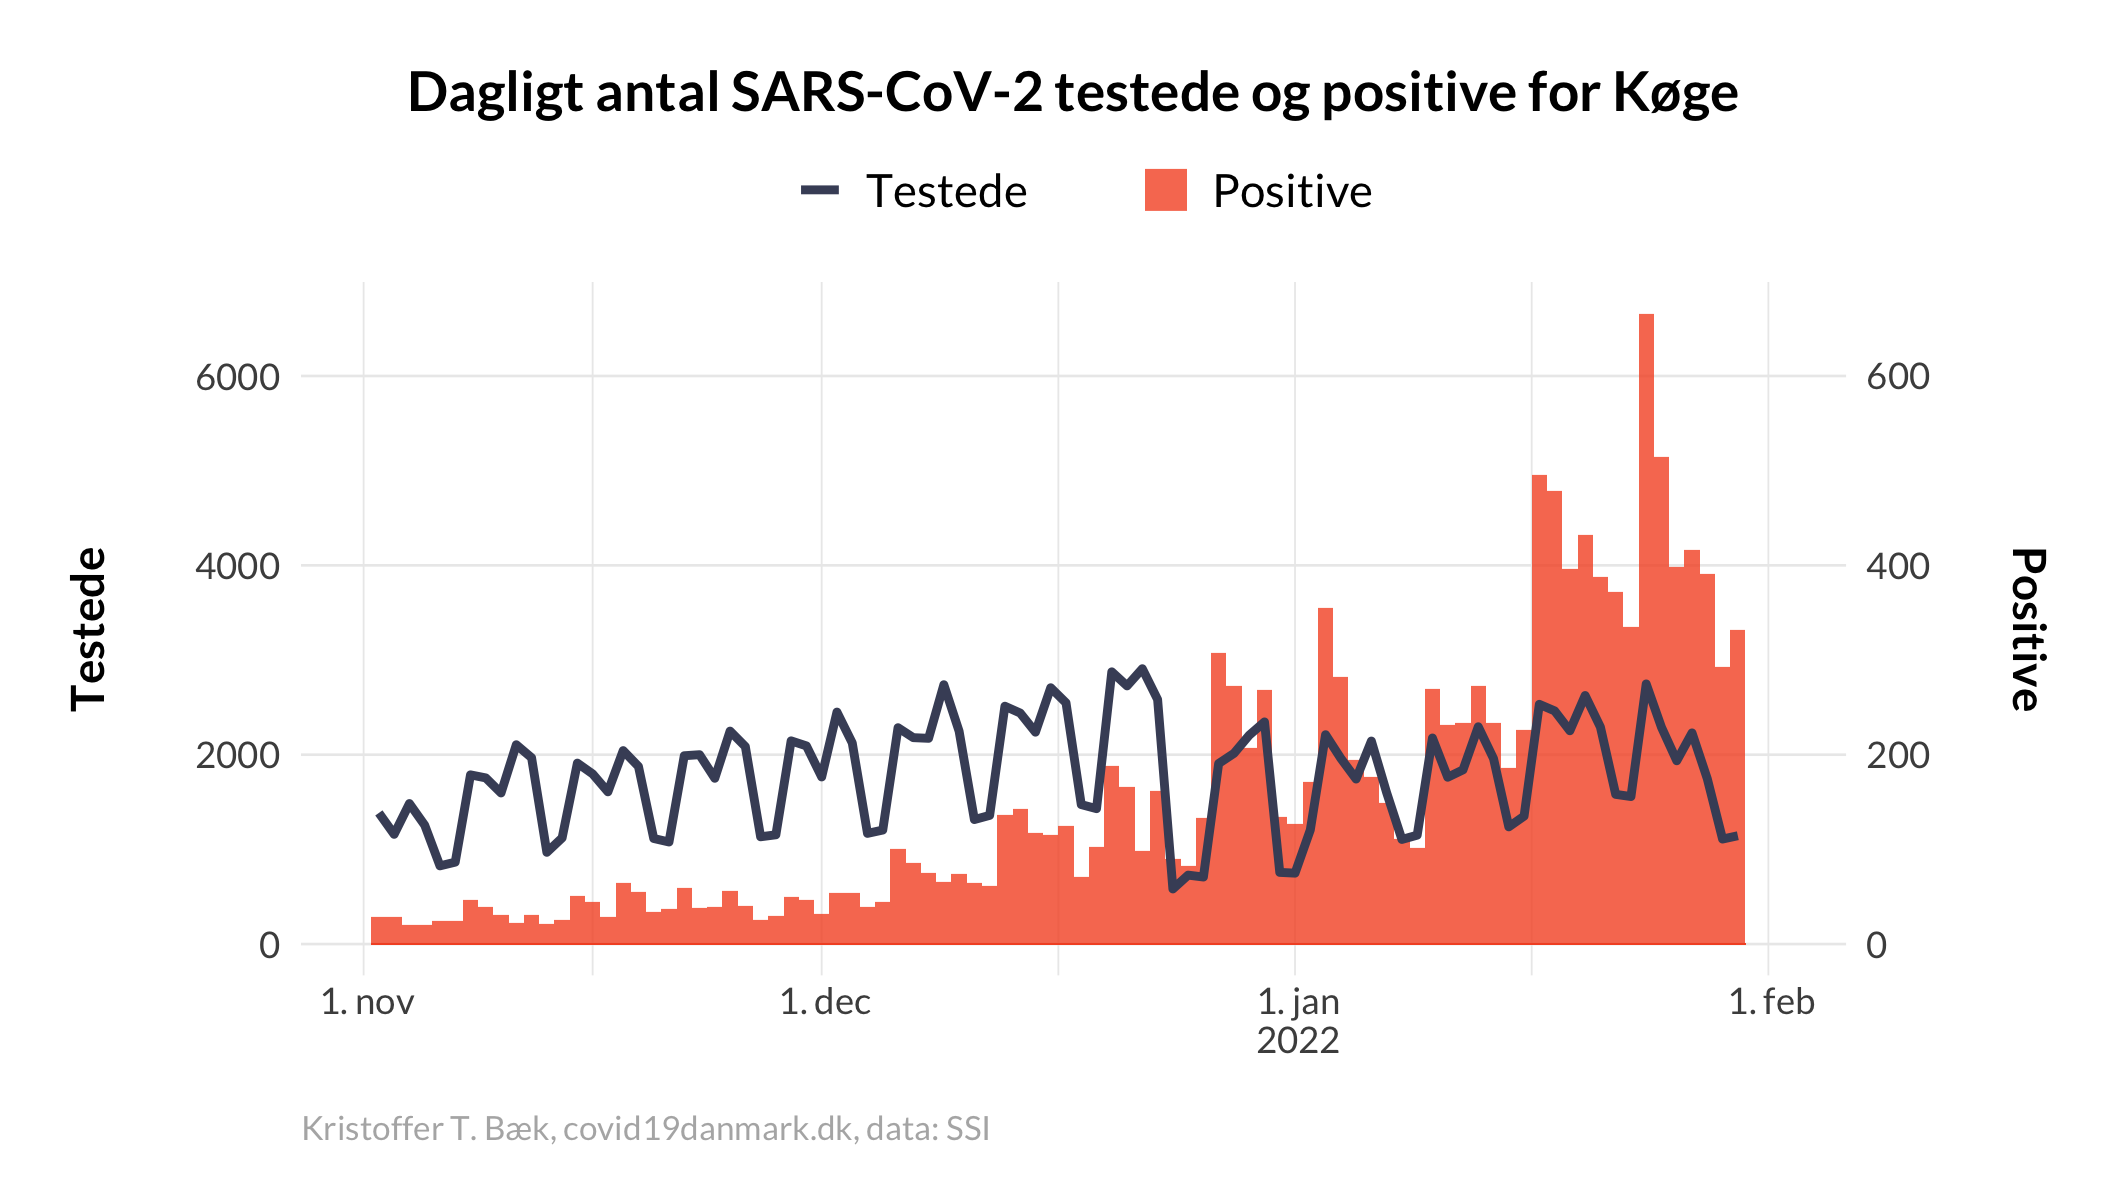 Dagligt antal SARS-CoV-2 testede og positive for Køge
Testede
Positive
6000
4000
2000
0
Testede
600
400
200
0
Positive
1. nov
1. dec
1. jan
2022
1. feb
Kristoffer T. Bæk, covid19danmark.dk, data: SSI